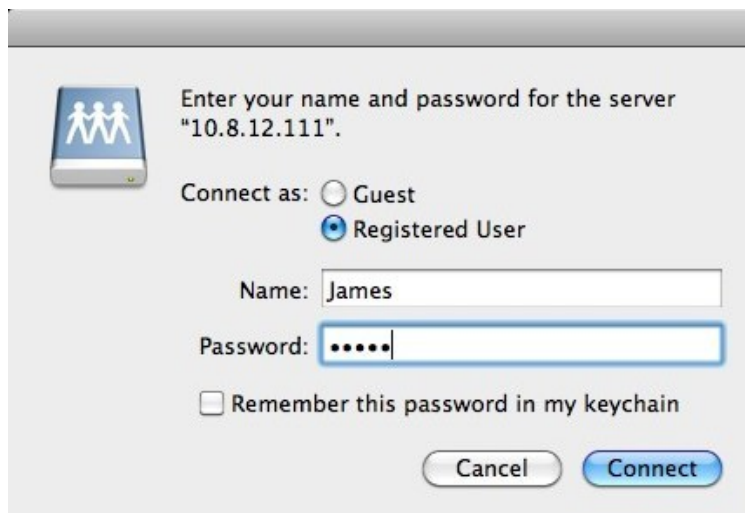 Enter your name and password for the server
“10.8.12.111”.
Connect as: Guest
Registered User
Name: James
Password: •••••
Remember this password in my keychain
Cancel Connect